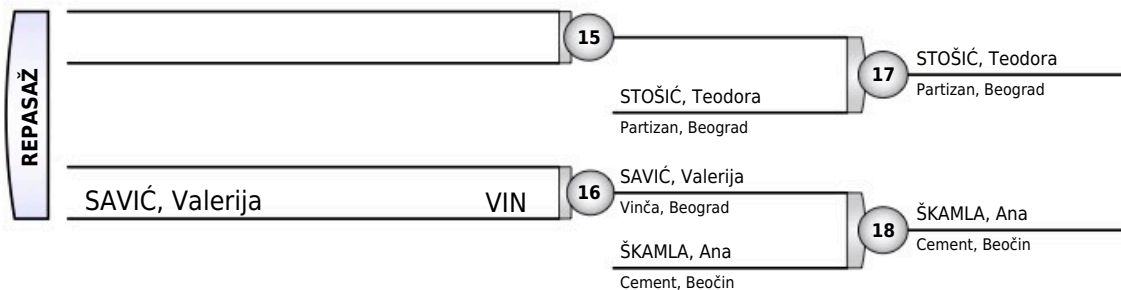 REPASAŽ
15
STOŠIĆ, Teodora
Partizan, Beograd
17
STOŠIĆ, Teodora
Partizan, Beograd
SAVIĆ, Valerija VIN
16
SAVIĆ, Valerija
Vinča, Beograd
ŠKAMLA, Ana
Cement, Beočin
18
ŠKAMLA, Ana
Cement, Beočin